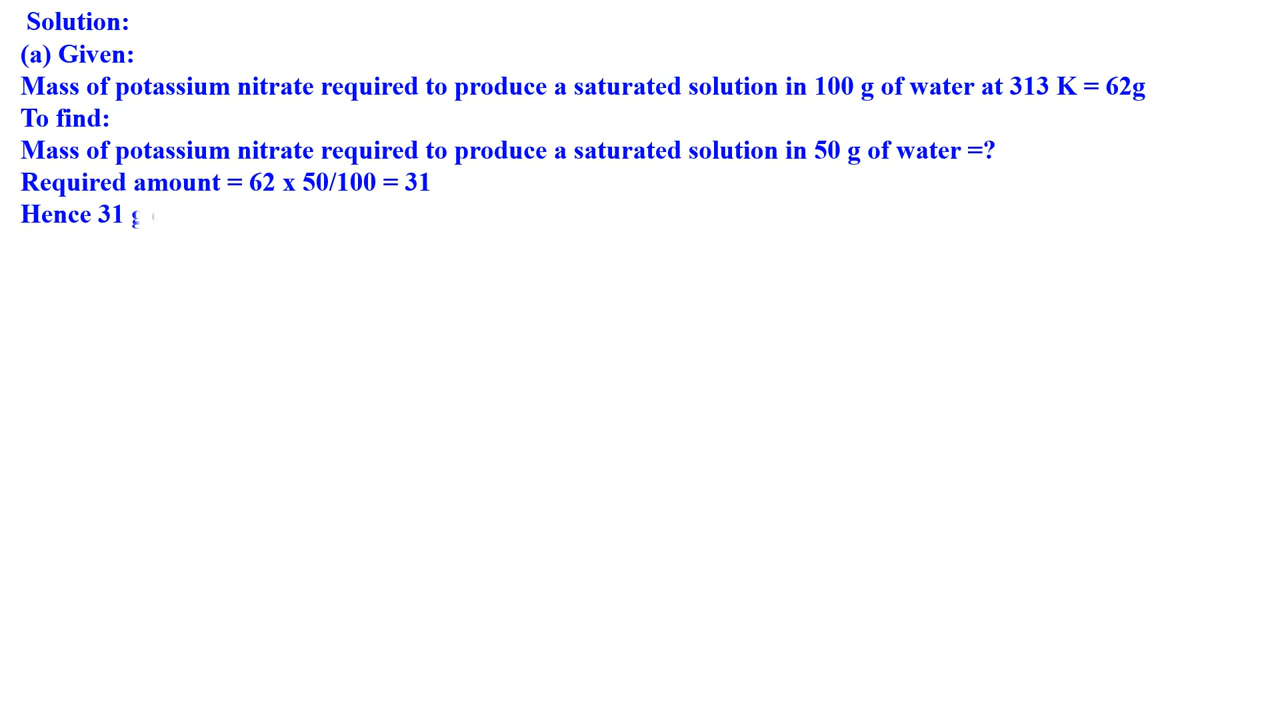 Solution:
(a) Given:
Mass of potassium nitrate required to produce a saturated solution in 100 g of water at 313 K = 62g
To find:
Mass of potassium nitrate required to produce a saturated solution in 50 g of water =?
Required amount = 62 x 50/100 = 31
Hence 31 g